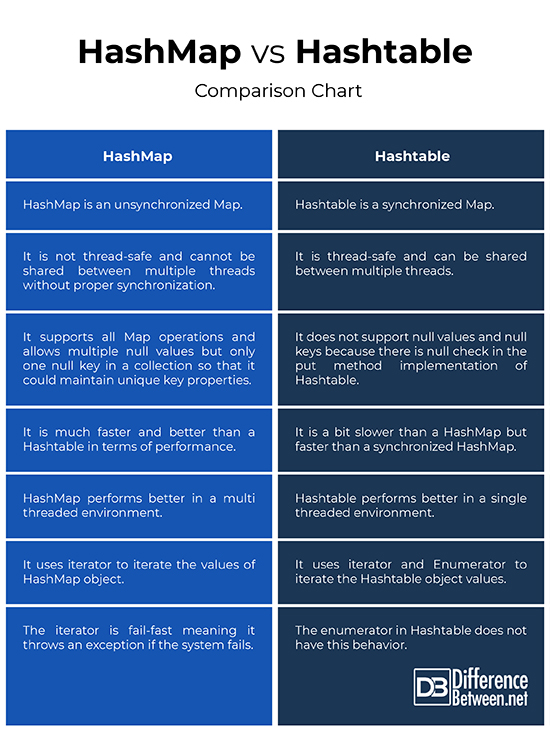 HashMap vs Hashtable
Comparison Chart
HashMap
Hashtable
HashMap is an unsynchronized Map.
Hashtable is a synchronized Map.
It is not thread-safe and cannot be
shared between multiple threads
without proper synchronization.
It is thread-safe and can be shared
between multiple threads.
It supports all Map operations and
allows multiple null values but only
one null key in a collection so that it
could maintain unique key properties.
It does not support null values and null
keys because there is null check in the
put method implementation of
Hashtable.
It is much faster and better than a
Hashtable in terms of performance.
It is a bit slower than a HashMap but
faster than a synchronized HashMap.
HashMap performs better in a multi
threaded environment.
Hashtable performs better in a single
threaded environment.
It uses iterator to iterate the values of
HashMap object.
It uses iterator and Enumerator to
iterate the Hashtable object values.
The iterator is fail-fast meaning it
throws an exception if the system fails.
The enumerator in Hashtable does not
have this behavior.
DB Difference
Between.net